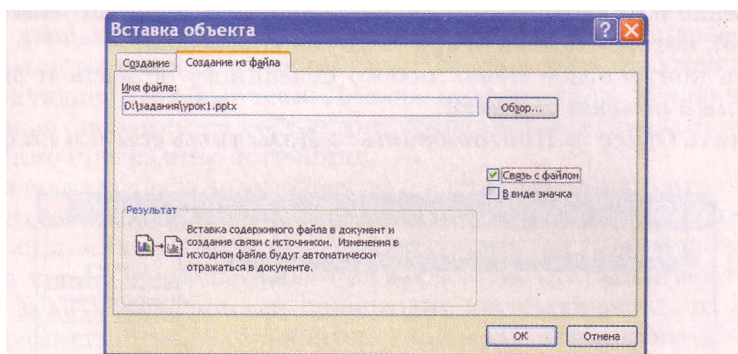 Вставка объекта
Создание
Создание из файла
Имя файла:
D:\задания\урок1.pptx
Обзор...
Связь с файлом
В виде значка
Результат
Вставка содержимого файла в документ и
создание связи с источником. Изменения в
исходном файле будут автоматически
отражаться в документе.
ОК
Отмена